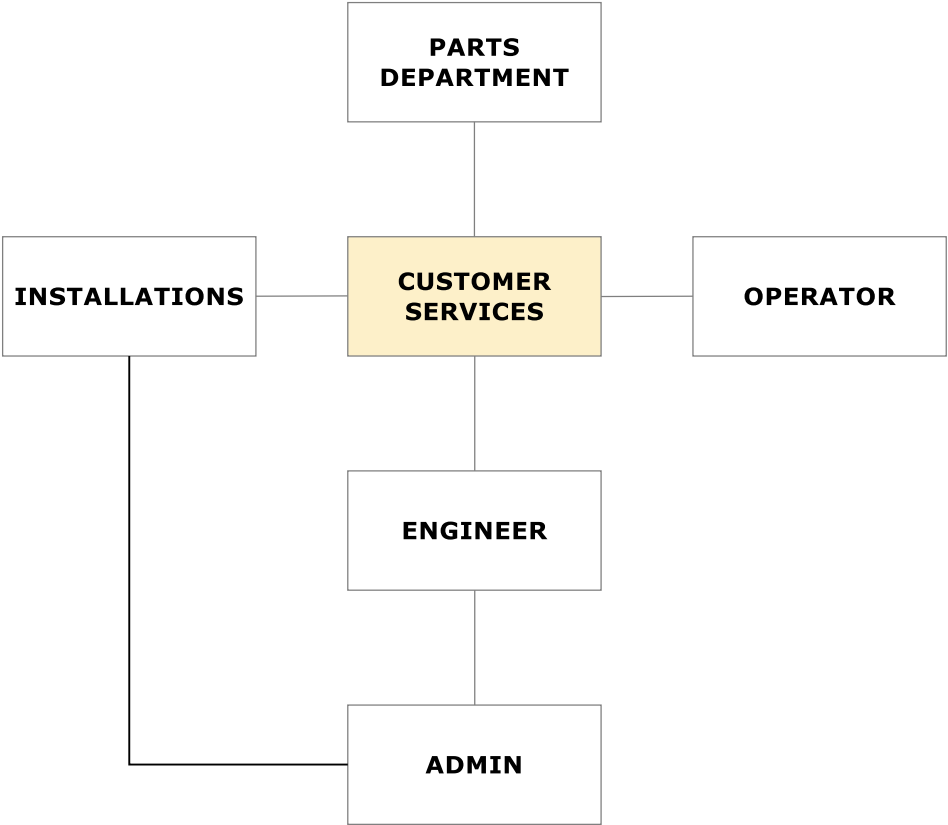 PARTS
DEPARTMENT
INSTALLATIONS
CUSTOMER
SERVICES
OPERATOR
ENGINEER
ADMIN